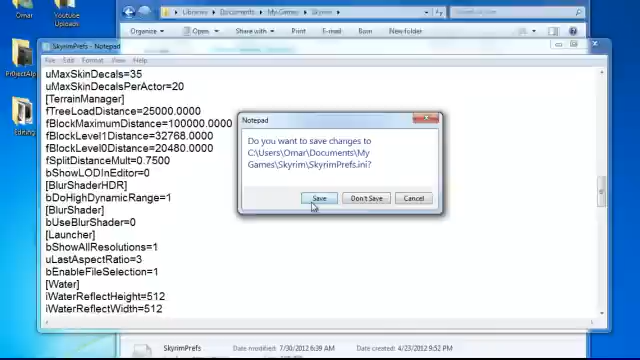 Omar
Youtube
Uploads
Libraries
Documents
My Games
Skyrim
Organize
Open
Print
E-mail
Burn
New folder
SkyrimPrefs - Notepad
File Edit Format View Help
uMaxSkinDecals=35
uMaxSkinDecalsPerActor=20
[TerrainManager]
fTreeLoadDistance=25000.0000
fBlockMaximumDistance=100000.0000
fBlockLevel1Distance=32768.0000
fBlockLevel0Distance=20480.0000
fSplitDistanceMult=0.7500
bShowLODInEditor=0
[BlurShaderHDR]
bDoHighDynamicRange=1
[BlurShader]
bUseBlurShader=0
[Launcher]
bShowAllResolutions=1
uLastAspectRatio=3
bEnableFileSelection=1
[Water]
iWaterReflectHeight=512
iWaterReflectWidth=512
Notepad
Do you want to save changes to
C:\Users\Omar\Documents\My
Games\Skyrim\SkyrimPrefs.ini?
Save
Don't Save
Cancel
Editing
SkyrimPrefs
Date modified: 7/30/2012 6:39 AM
Date created: 4/23/2012 9:52 PM